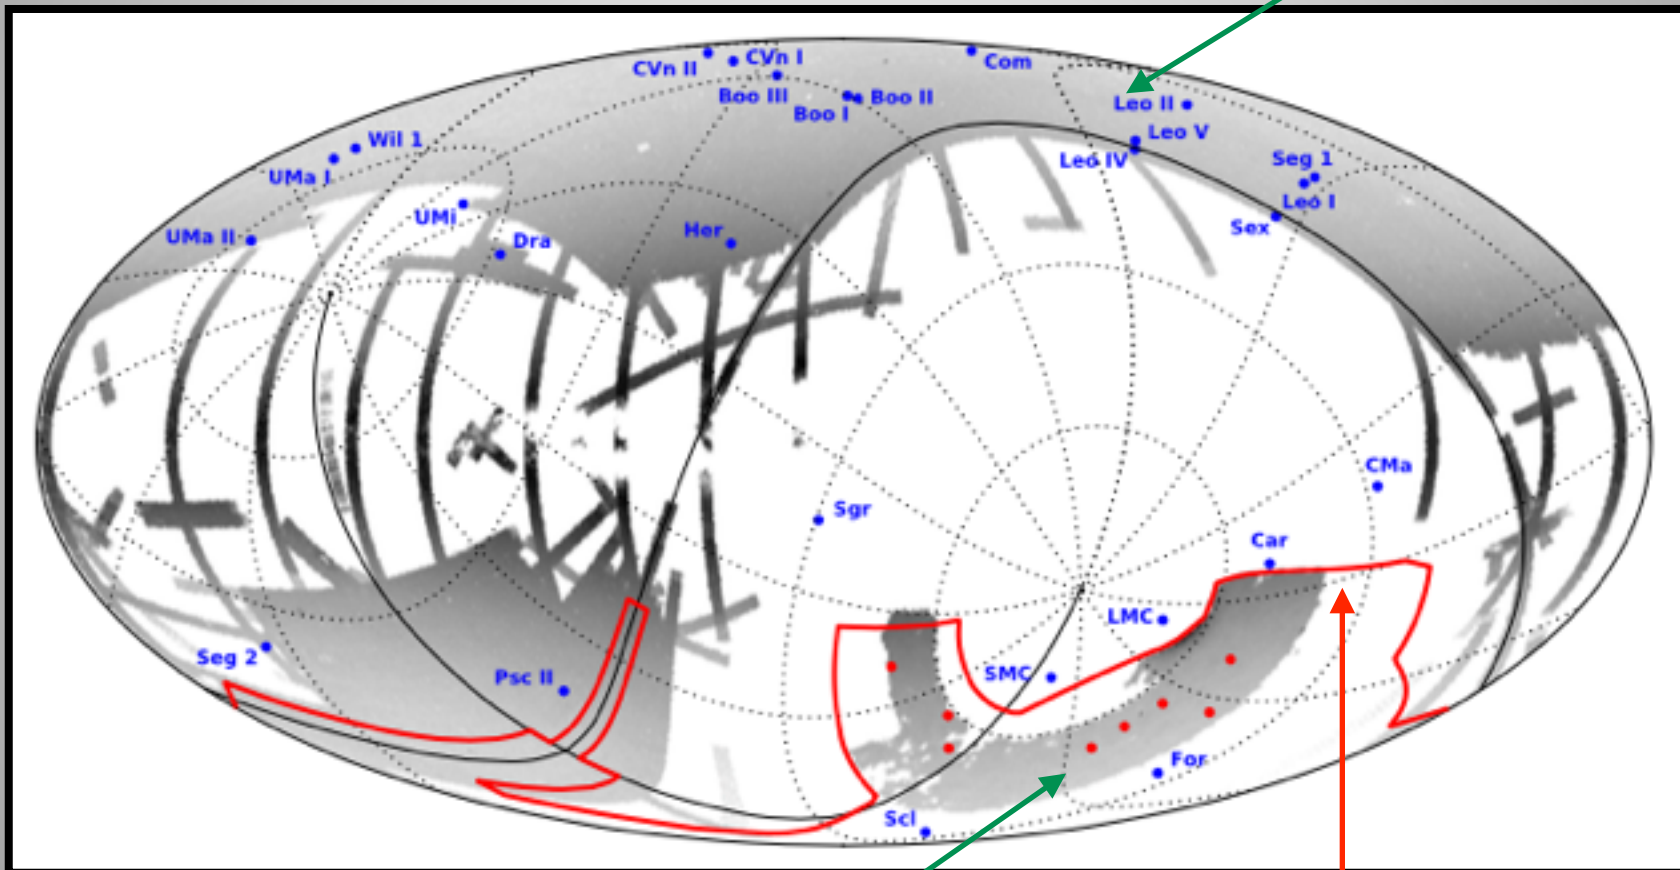 CVn II
CVn I
Com
Boo III
Boo II
Boo I
Leo II
Wil 1
Leo V
UMa I
Leo IV
Seg 1
Leo I
UMi
Sex
UMa II
Dra
Her
CMa
Sgr
Car
LMC
Seg 2
Psc II
SMC
For
Scl